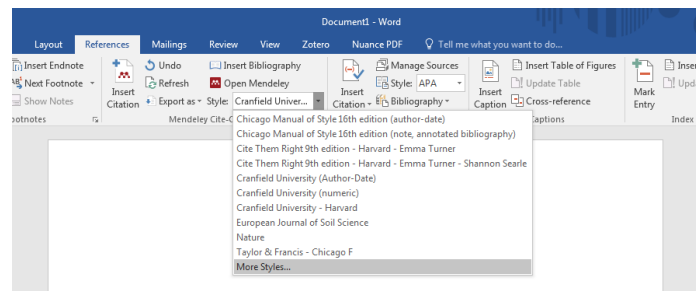 Document1 - Word
Layout References Mailings Review View Zotero Nuance PDF Tell me what you want to do...
Insert Endnote
Next Footnote
Show Notes
Insert Citation
Undo
Refresh
Export as
Insert Bibliography
Open Mendeley
Style: Cranfield Univer...
Insert Citation
Manage Sources
Style: APA
Bibliography
Insert Caption
Insert Table of Figures
Update Table
Cross-reference
Mark Entry
Inser
Upd
ootnotes
Mendeley Cite-O
Captions
Index
Chicago Manual of Style 16th edition (author-date)
Chicago Manual of Style 16th edition (note, annotated bibliography)
Cite Them Right 9th edition - Harvard - Emma Turner
Cite Them Right 9th edition - Harvard - Emma Turner - Shannon Searle
Cranfield University (Author-Date)
Cranfield University (numeric)
Cranfield University - Harvard
European Journal of Soil Science
Nature
Taylor & Francis - Chicago F
More Styles...